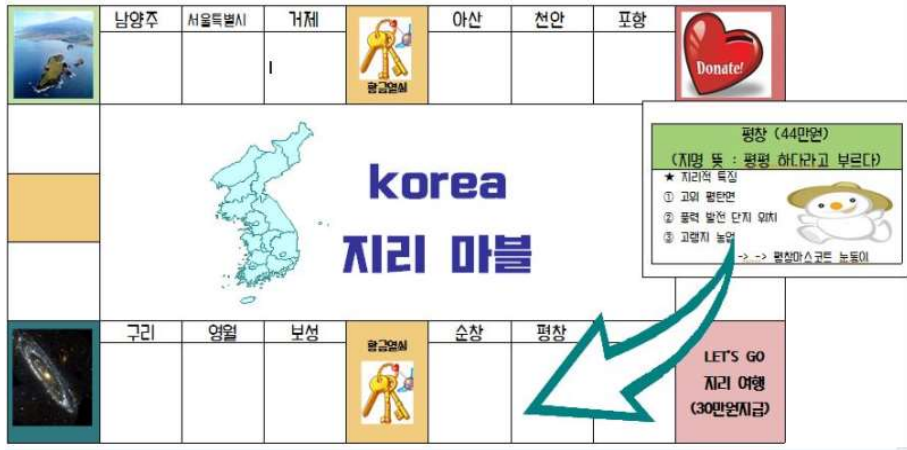 남양주 서울특별시 거제 아산 천안 포항
황금열쇠
Donate!
평창 (44만원)
(지명 뜻 : 평평 하다라고 부르다)
★ 지리적 특징
① 고위 평탄면
② 풍력 발전 단지 위치
③ 고랭지 농업
-> -> 평창마스코트 눈동이
korea
지리 마블
구리 영월 보성 순창 평창
황금열쇠
LET'S GO
지리 여행
(30만원지급)